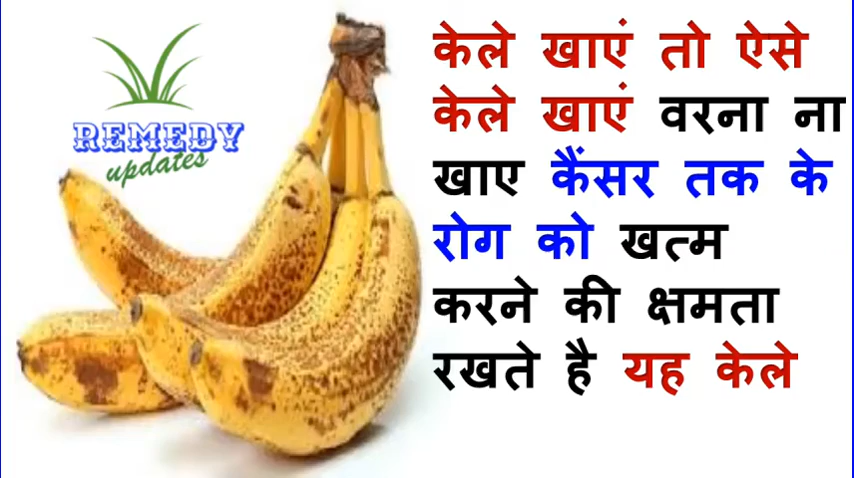 REMEDY
updates
केले खाएं तो ऐसे
केले खाएं वरना ना
खाए कैंसर तक के
रोग को खत्म
करने की क्षमता
रखते है यह केले